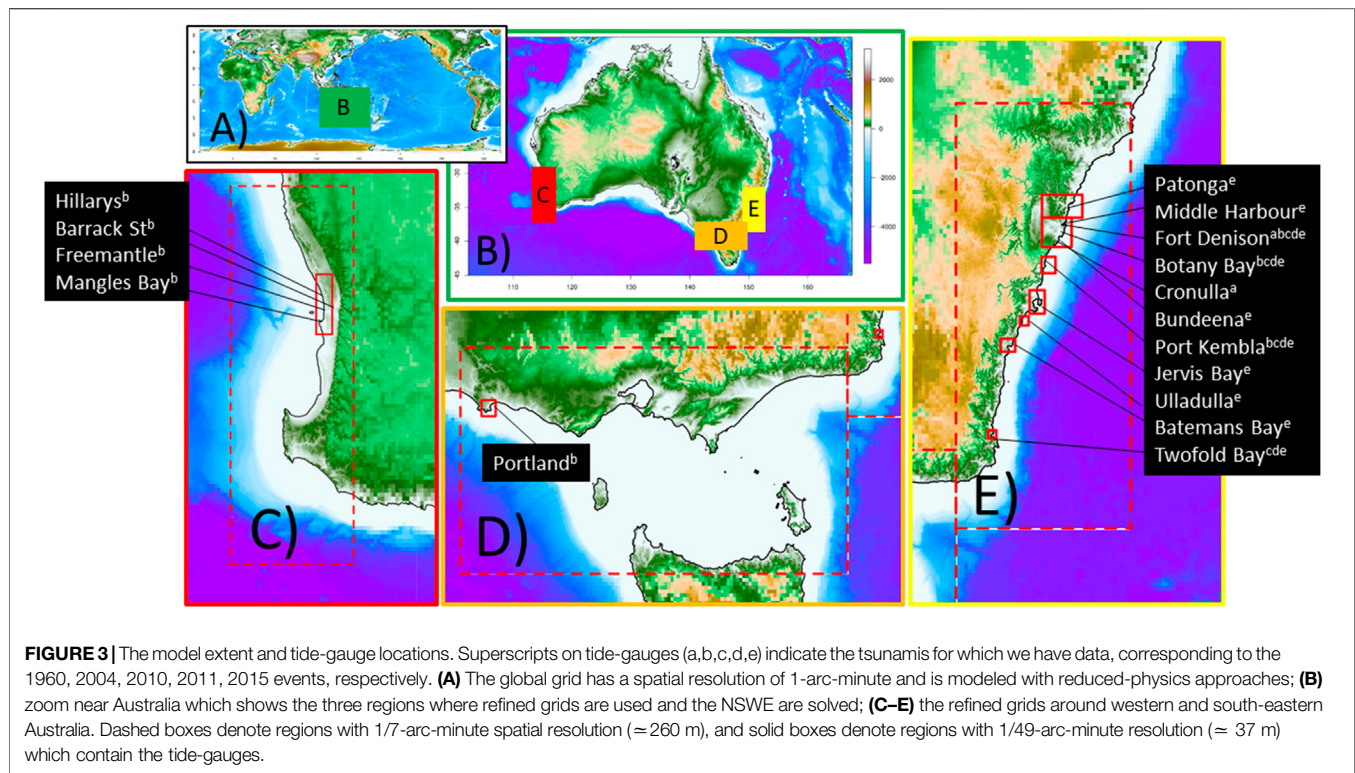 A)
B
B)
C
D
E
2000
0
-2000
-4000
-30
-35
-40
-45
100
120
130
140
150
160
110
Hillarysᵇ
Barrack Stᵇ
Freemantleᵇ
Mangles Bayᵇ
C)
D)
Portlandᵇ
E)
Patongaᵉ
Middle Harbourᵉ
Fort Denisonᵃᵇᶜᵈᵉ
Botany Bayᵇᶜᵈᵉ
Cronullaᵃ
Bundeenaᵉ
Port Kemblaᵇᶜᵈᵉ
Jervis Bayᵉ
Ulladullaᵉ
Batemans Bayᵉ
Twofold Bayᶜᵈᵉ
FIGURE 3 | The model extent and tide-gauge locations. Superscripts on tide-gauges (a,b,c,d,e) indicate the tsunamis for which we have data, corresponding to the
1960, 2004, 2010, 2011, 2015 events, respectively. (A) The global grid has a spatial resolution of 1-arc-minute and is modeled with reduced-physics approaches; (B)
zoom near Australia which shows the three regions where refined grids are used and the NSWE are solved; (C–E) the refined grids around western and south-eastern
Australia. Dashed boxes denote regions with 1/7-arc-minute spatial resolution (≃260 m), and solid boxes denote regions with 1/49-arc-minute resolution (≃ 37 m)
which contain the tide-gauges.